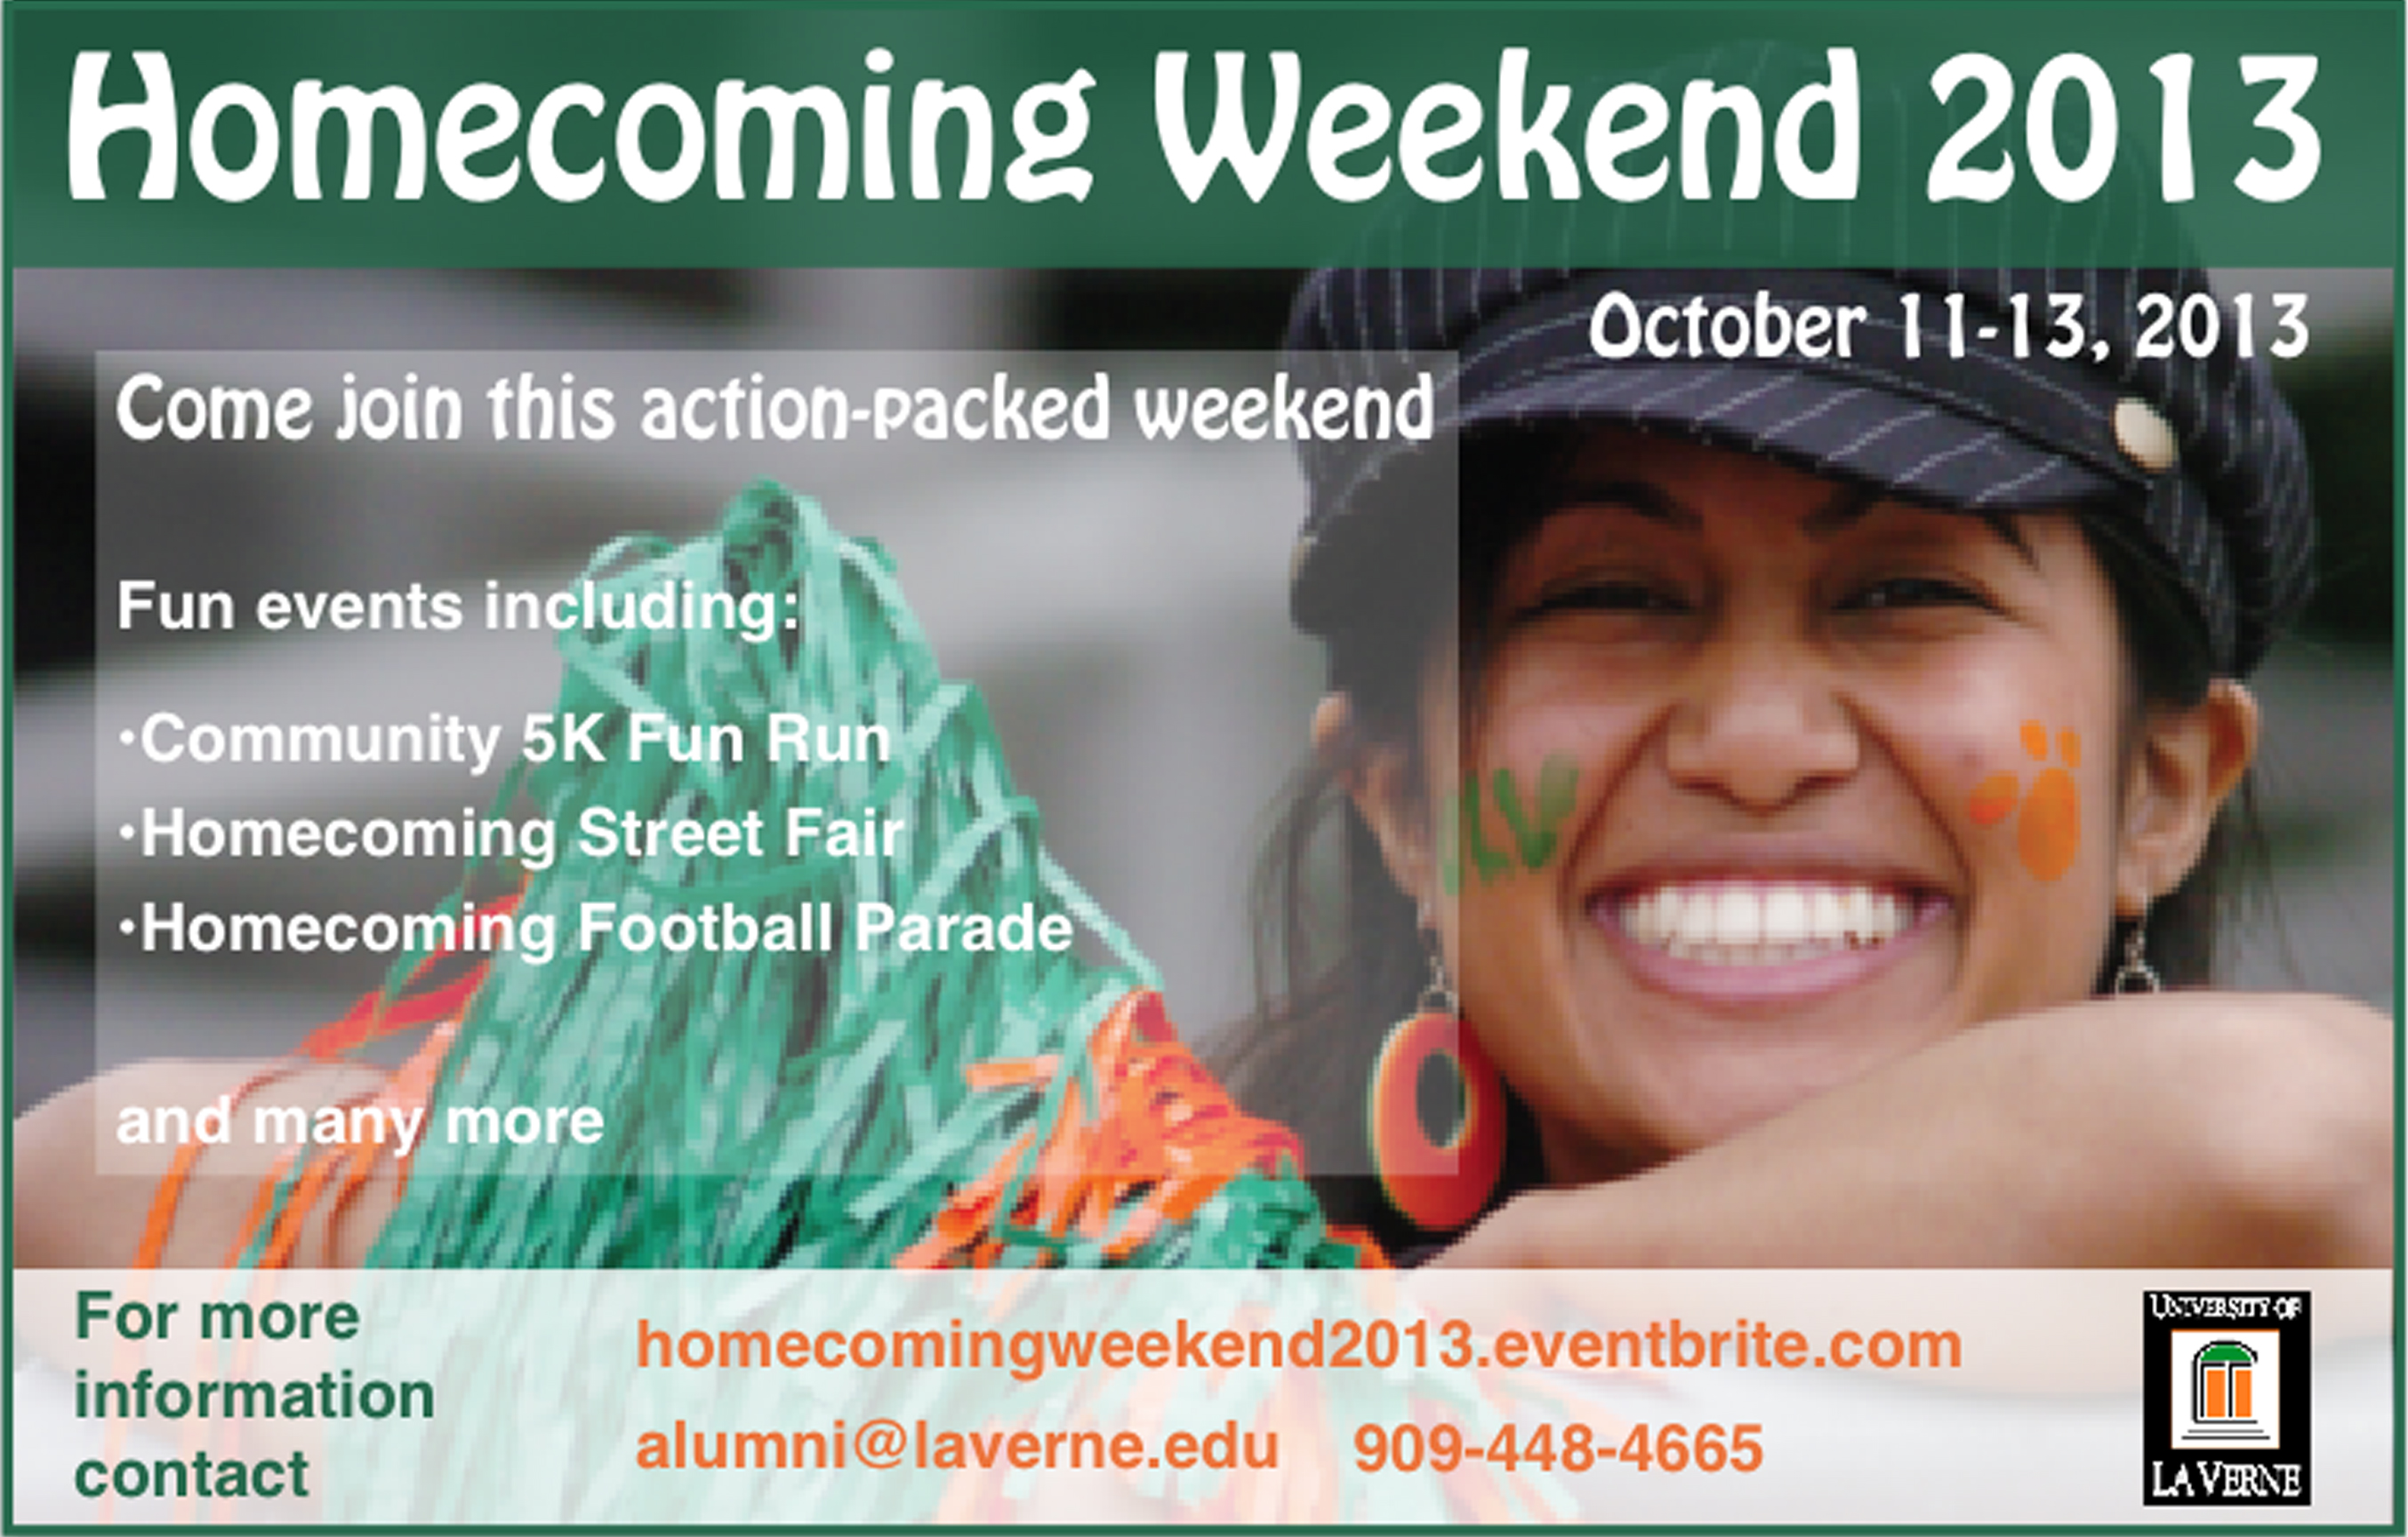 Homecoming Weekend 2013
October 11-13, 2013
Come join this action-packed weekend
Fun events including:
•Community 5K Fun Run
•Homecoming Street Fair
•Homecoming Football Parade
and many more
For more
information
contact
homecomingweekend2013.eventbrite.com
alumni@laverne.edu 909-448-4665
UNIVERSITY OF
LA VERNE
ULV